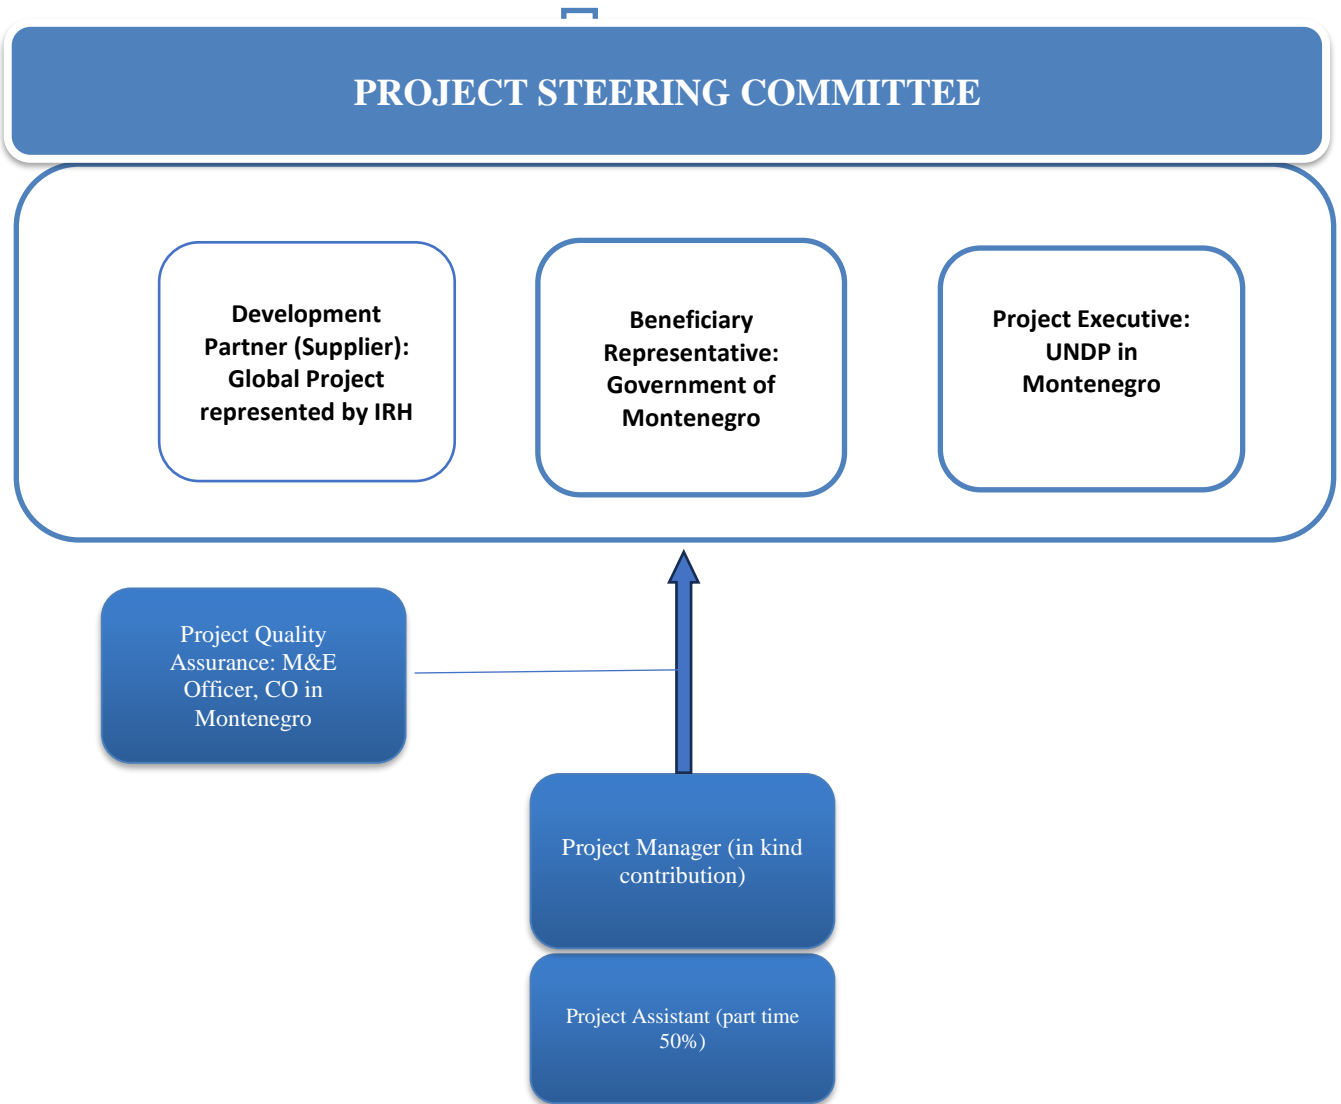 PROJECT STEERING COMMITTEE
Development
Partner (Supplier):
Global Project
represented by IRH
Beneficiary
Representative:
Government of
Montenegro
Project Executive:
UNDP in
Montenegro
Project Quality
Assurance: M&E
Officer, CO in
Montenegro
Project Manager (in kind
contribution)
Project Assistant (part time
50%)